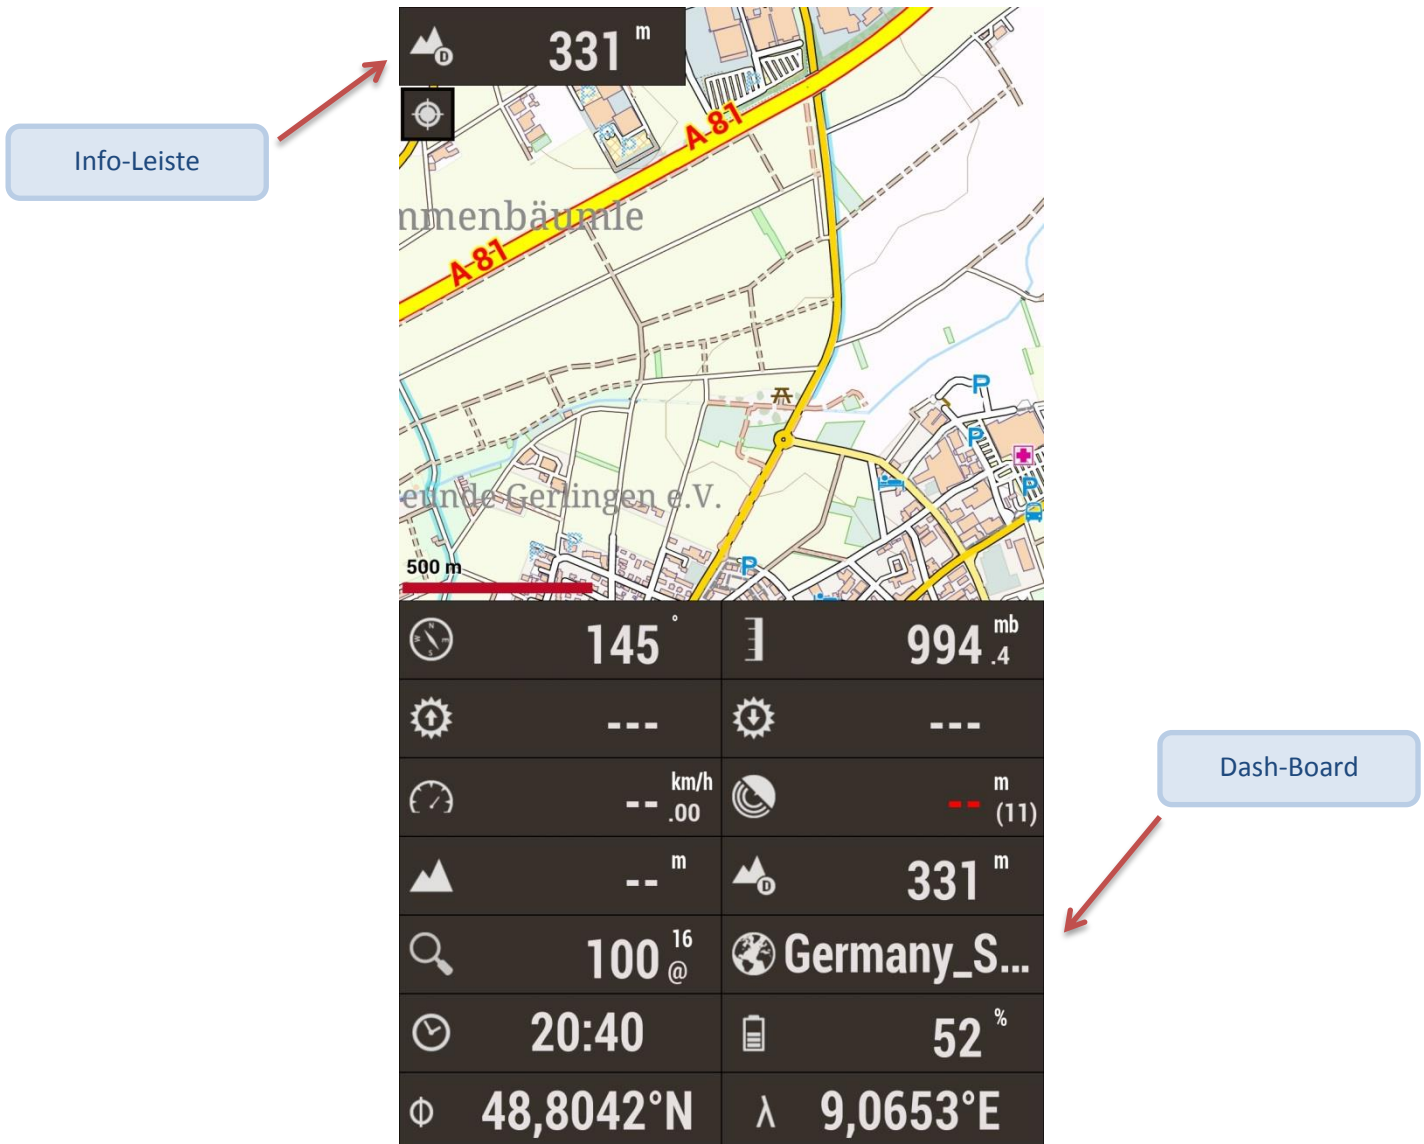 331 m
Info-Leiste
A 81
mmenbäumle
A 81
P
P
eunde Gerlingen e.V.
P
P
500 m
145 °
994 .4 mb
---
---
-- .00 km/h
-- m (11)
-- m
331 m
Dash-Board
100 16 @
Germany_S...
20:40
52 %
Φ 48,8042°N
λ 9,0653°E